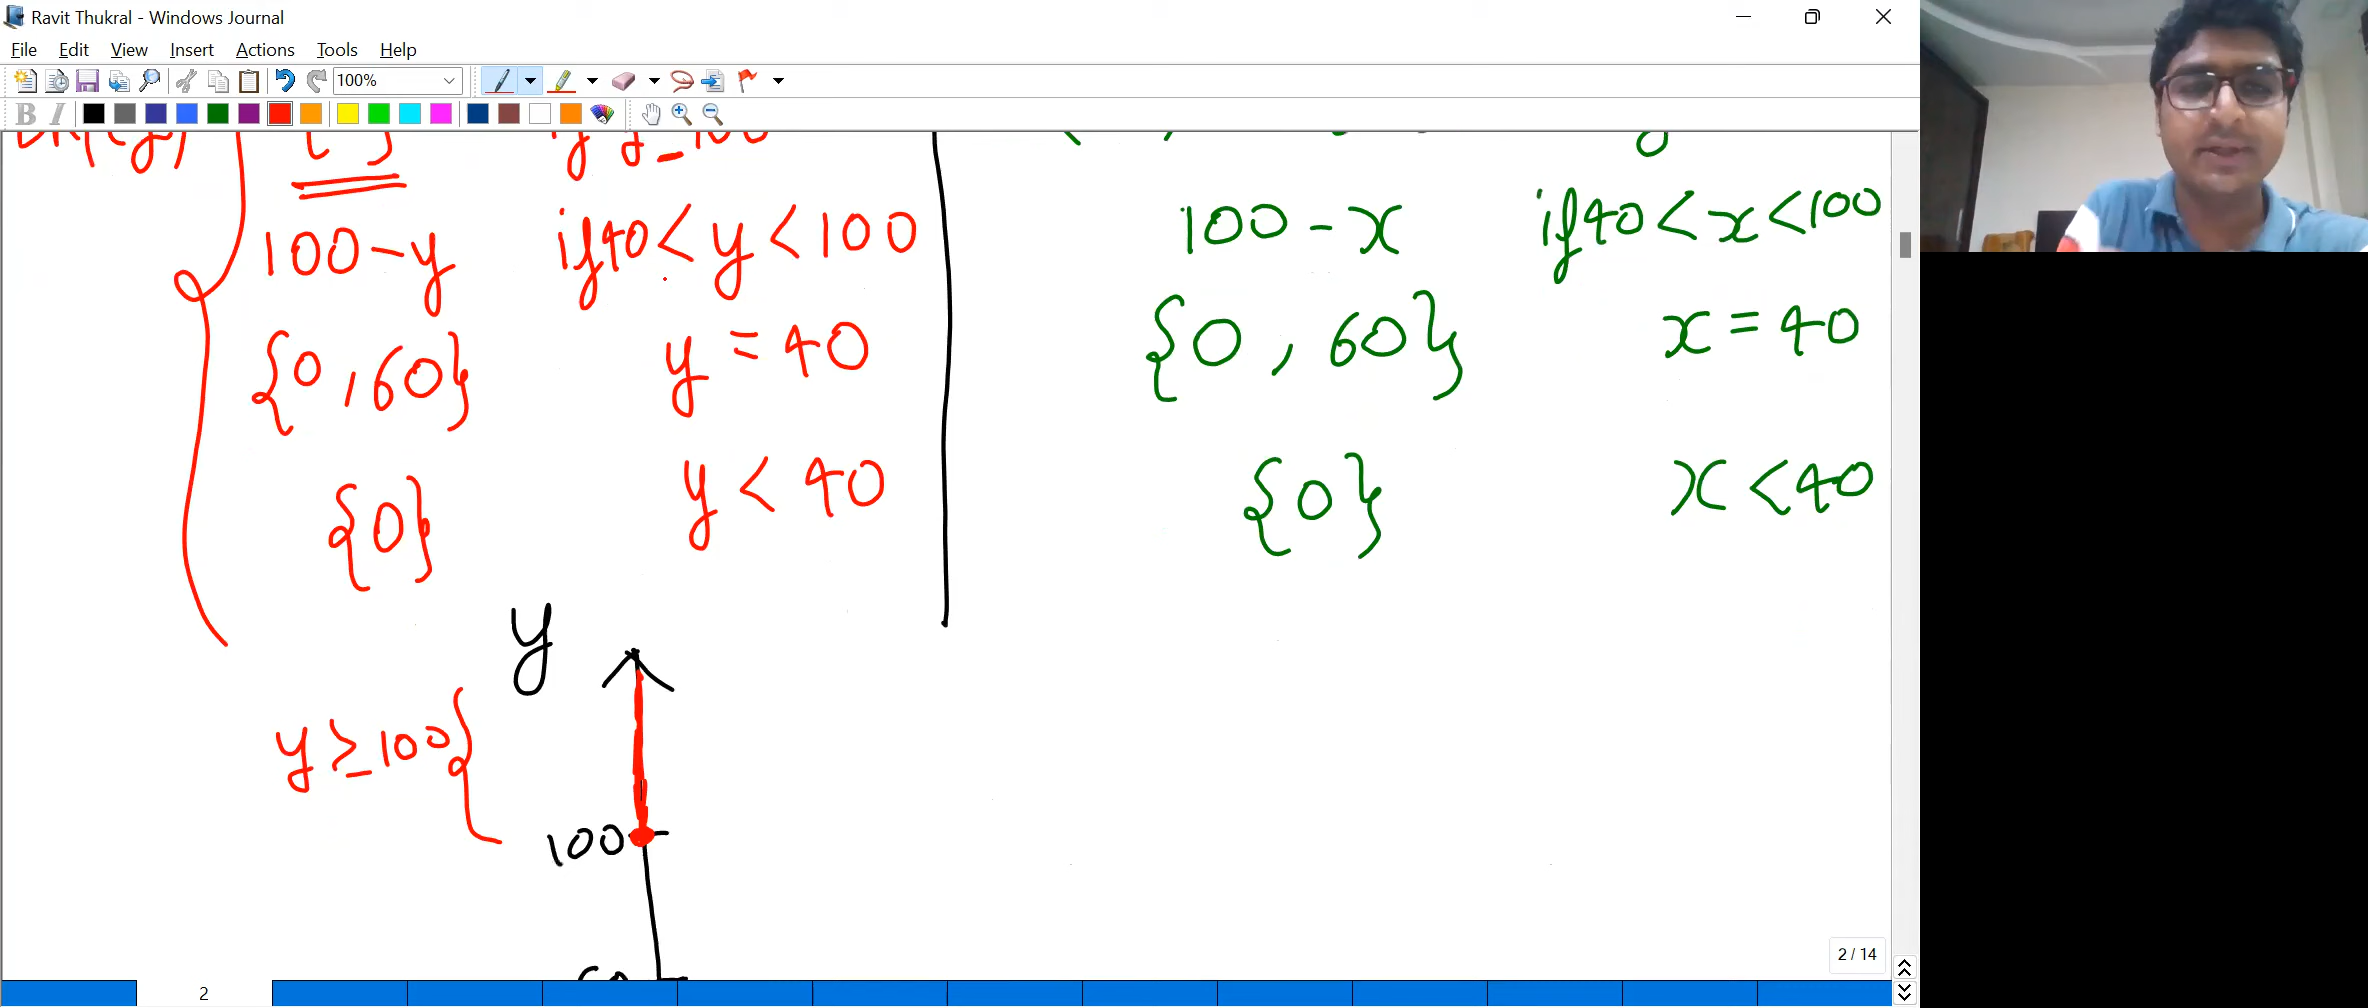 Ravit Thukral - Windows Journal
File Edit View Insert Actions Tools Help
100%
B I
100 - y if 40 < y < 100
{0, 60} y = 40
{0} y < 40
100 - x if 40 < x < 100
{0, 60} x = 40
{0} x < 40
y
y ≥ 100
100
2 / 14
2